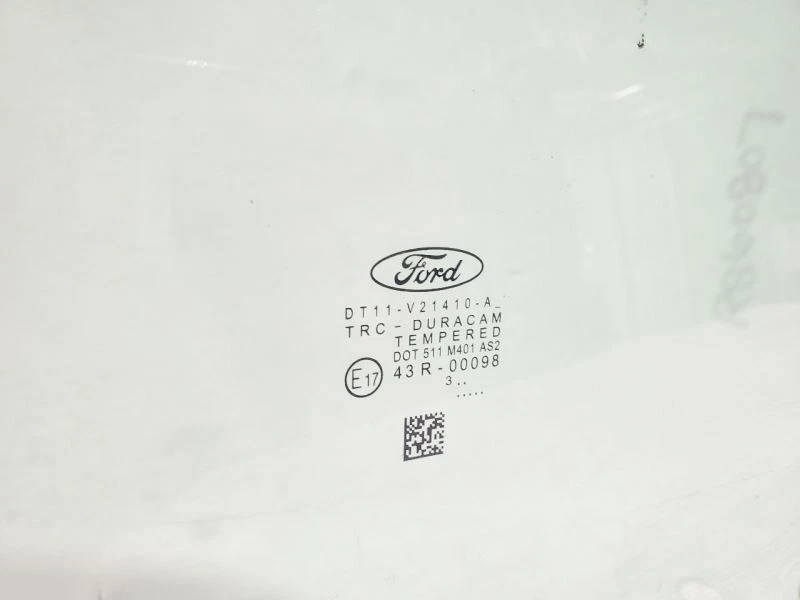 Ford
DT11-V21410-A_
TRC - DURACAM
TEMPERED
DOT 511 M401 AS2
E17 43R-00098
3..
.....